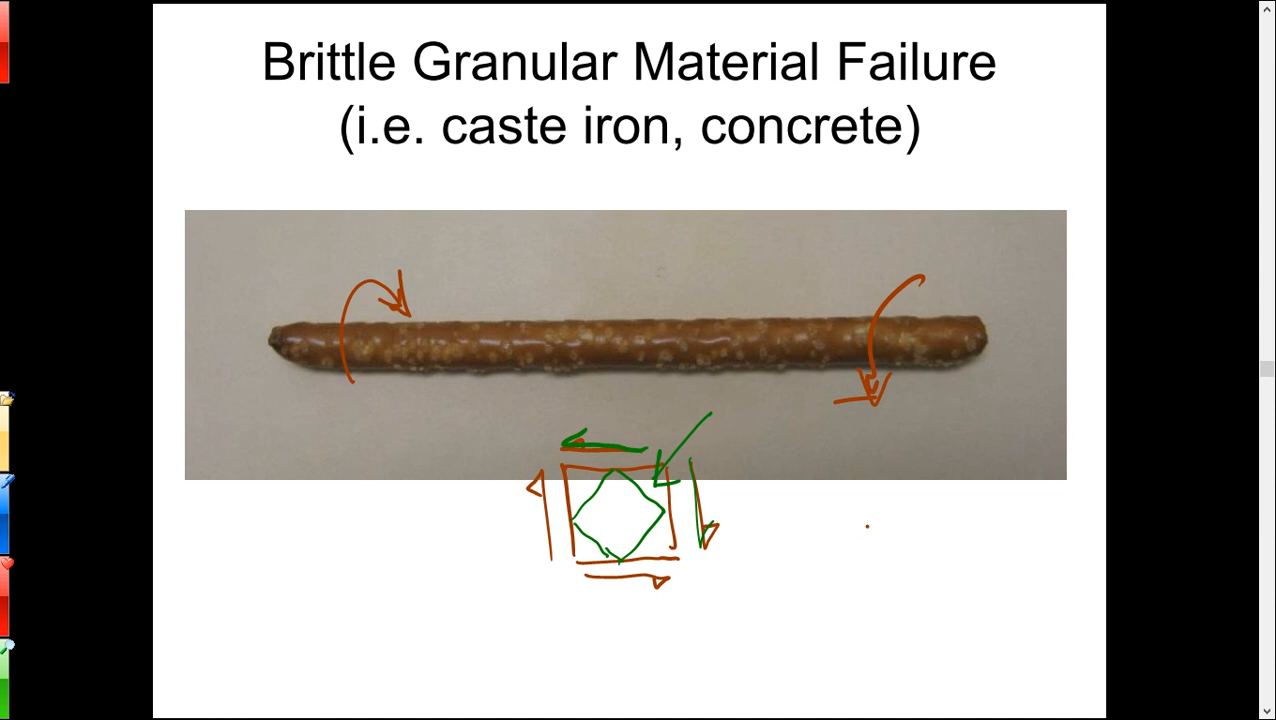 Brittle Granular Material Failure
(i.e. caste iron, concrete)